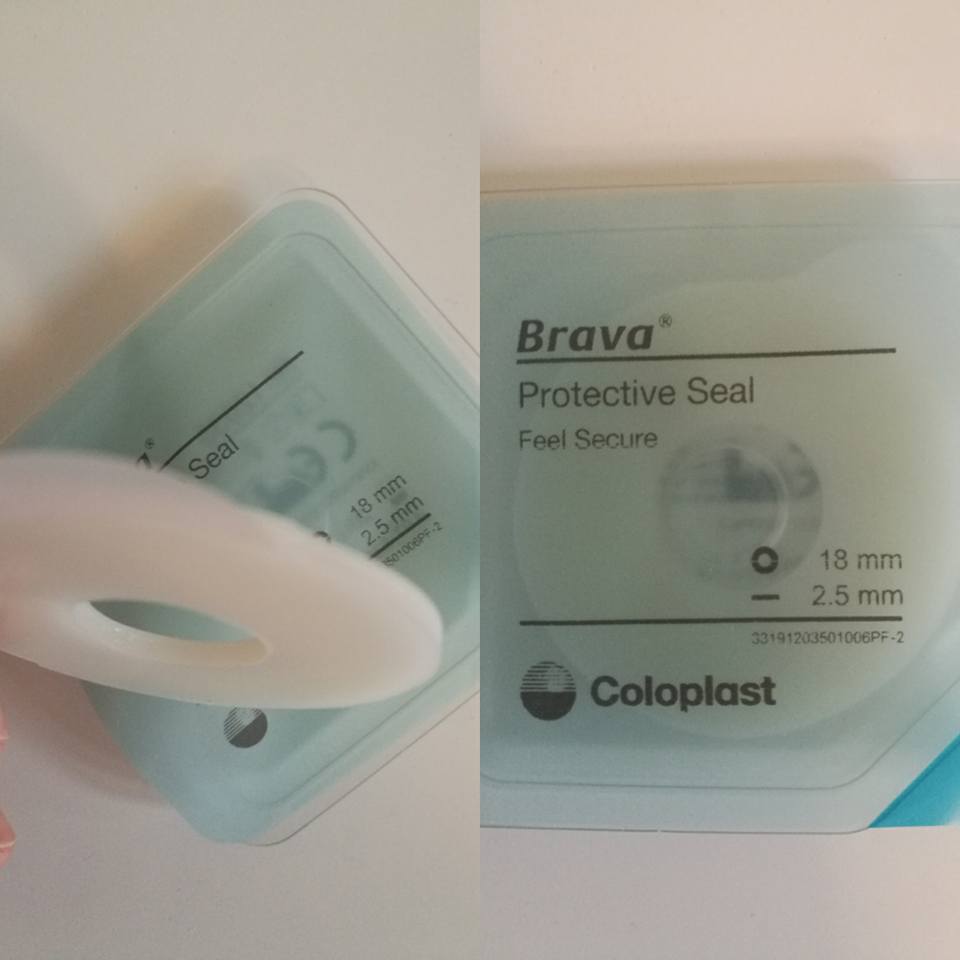 Seal
18 mm
2.5 mm
Brava®
Protective Seal
Feel Secure
18 mm
2.5 mm
33191203501006PF-2
Coloplast